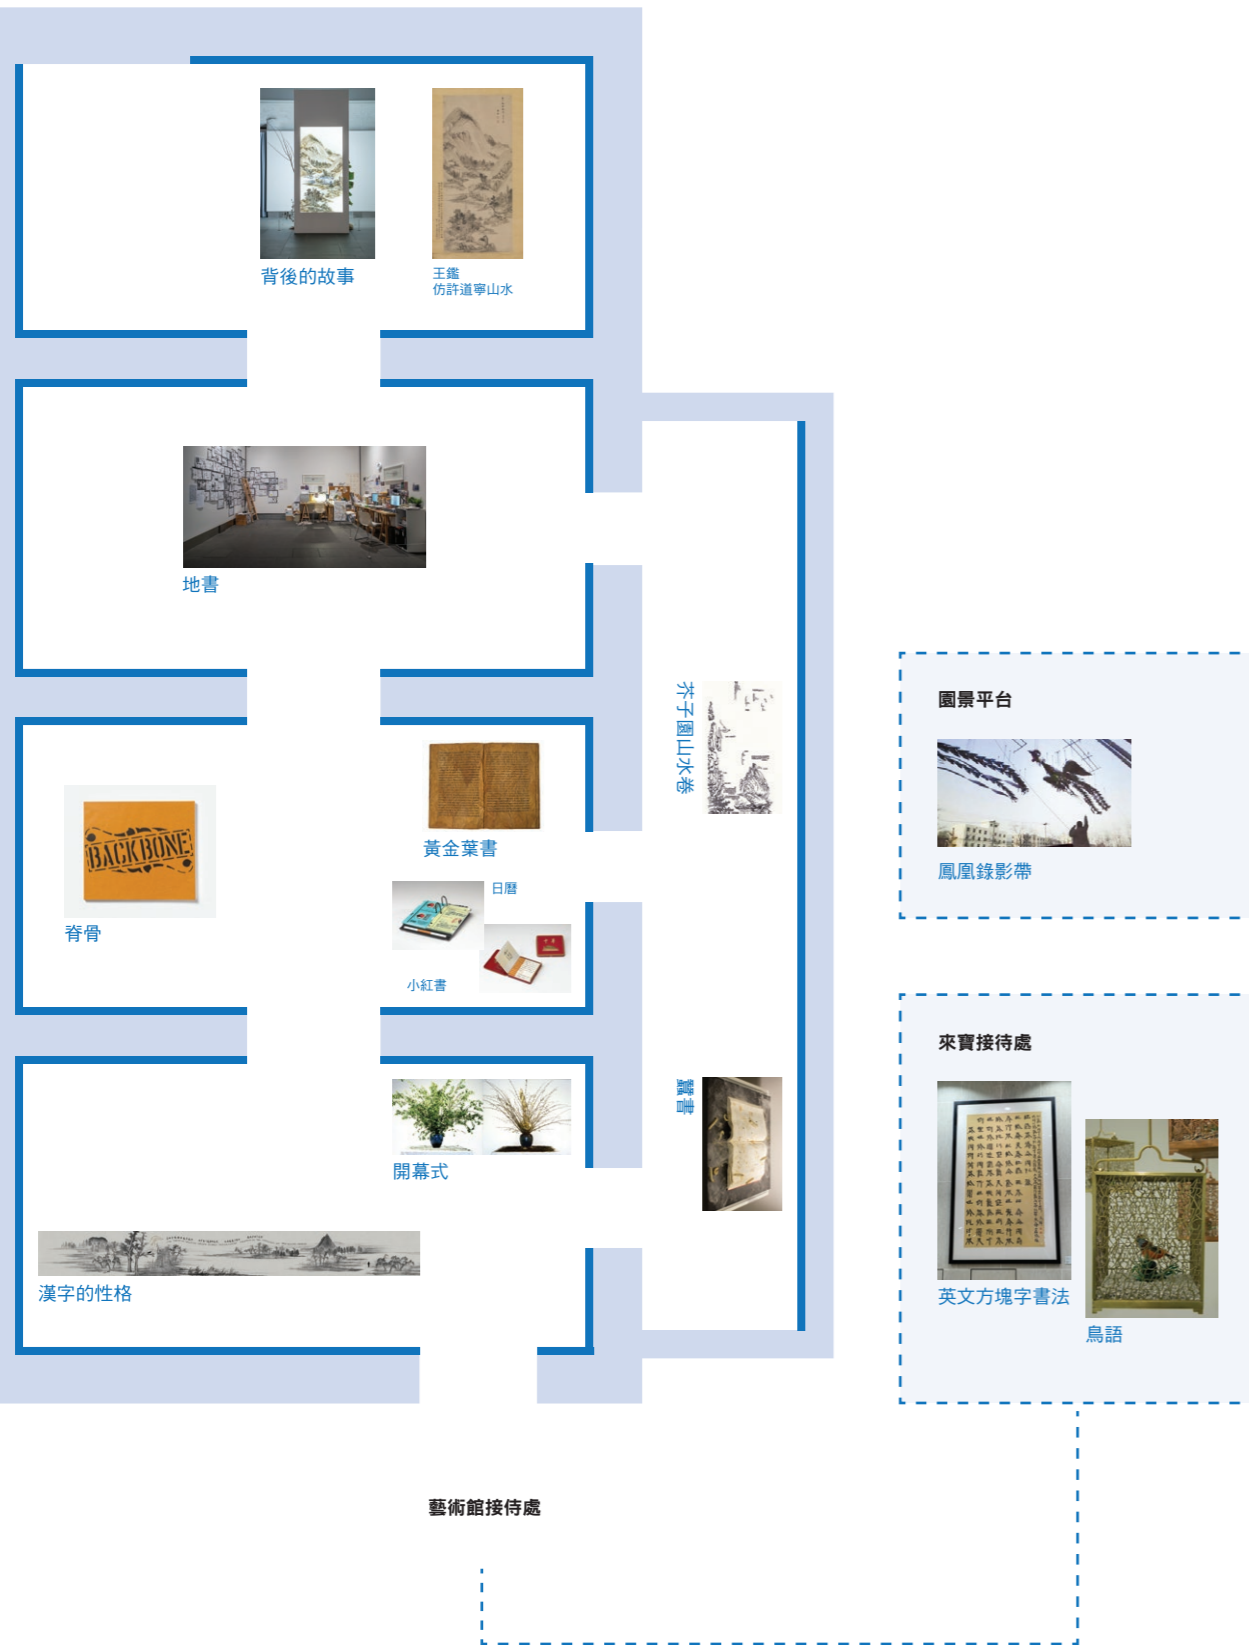 背後的故事
王鑑
仿許道寧山水
地書
芥子園山水卷
園景平台
鳳凰錄影帶
BACKBONE
脊骨
黃金葉書
日曆
小紅書
開幕式
漢字的性格
蠶書
來寶接待處
英文方塊字書法
鳥語
藝術館接侍處